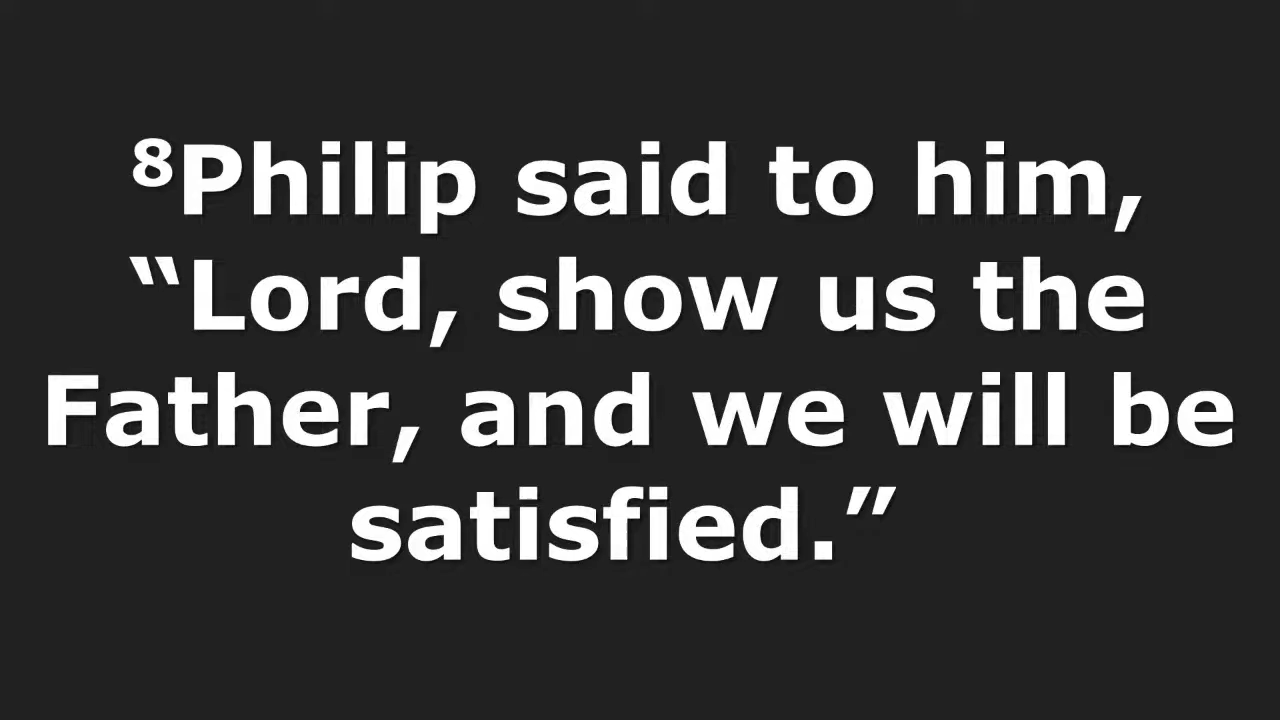 ⁸Philip said to him,
“Lord, show us the
Father, and we will be
satisfied.”